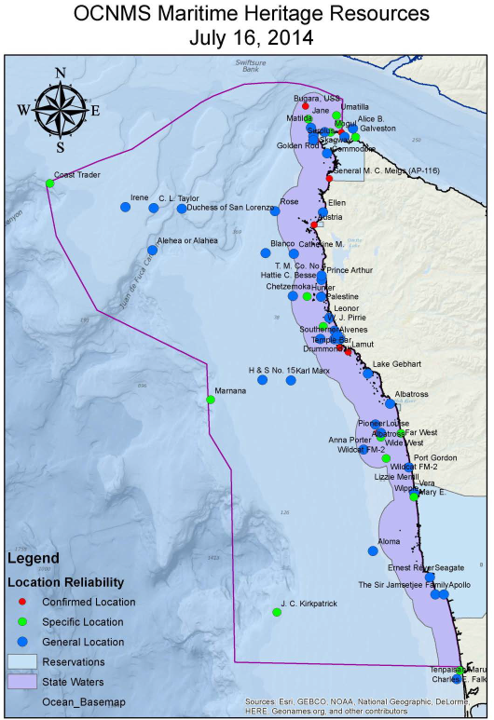 OCNMS Maritime Heritage Resources
July 16, 2014
Swiftsure
Bank
N
W
E
S
Bugara, USS
Jane
Umatilla
Matilda
Mogul
Alice B.
Galveston
Skagway
Golden Rod
Commodore
General M. C. Meigs (AP-116)
Coast Trader
Irene
C. L. Taylor
Duchess of San Lorenzo
Rose
Ellen
Austria
Alehea or Alahea
Juan de Fuca Canyon
Blanco
Catherine M.
T. M. Co. No
Prince Arthur
Hattie C. Besse
Chetzemoka
Hunter
Palestine
Leonor
W. J. Pirrie
Southerner
Alvenes
Temple Bar
Drummond
Lamut
H & S No. 15
Karl Marx
Lake Gebhart
Marnana
Albatross
Pioneer
Louise
Albatross
Far West
Anna Porter
Wide West
Wildcat FM-2
Wildcat FM-2
Port Gordon
Lizzie Merrill
Vera
Wipple
Mary E.
Aloma
Ernest Reyer
Seagate
The Sir Jamsetjee Family
Apollo
J. C. Kirkpatrick
Tenpaisan Maru
Charles E. Falk
Legend
Location Reliability
Confirmed Location
Specific Location
General Location
Reservations
State Waters
Ocean_Basemap
Sources: Esri, GEBCO, NOAA, National Geographic, DeLorme,
HERE, Geonames.org, and other contributors